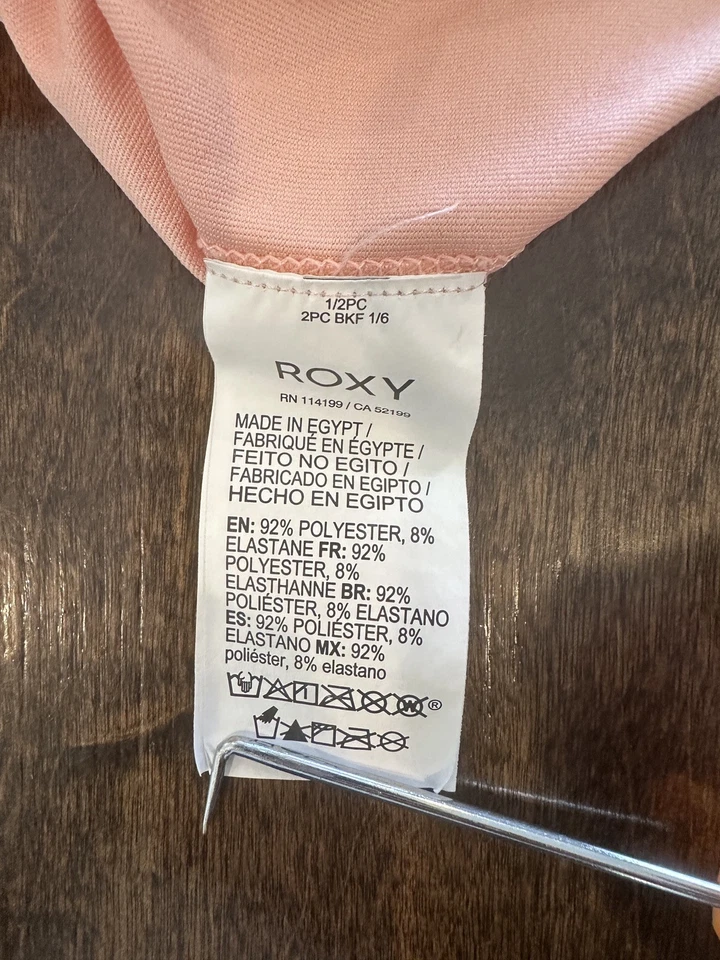 1/2PC
2PC BKF 1/6
ROXY
RN 114199 / CA 52199
MADE IN EGYPT /
FABRIQUÉ EN ÉGYPTE /
FEITO NO EGITO /
FABRICADO EN EGIPTO /
HECHO EN EGIPTO
EN: 92% POLYESTER, 8%
ELASTANE FR: 92%
POLYESTER, 8%
ELASTHANNE BR: 92%
POLIÉSTER, 8% ELASTANO
ES: 92% POLIÉSTER, 8%
ELASTANO MX: 92%
poliéster, 8% elastano
W®